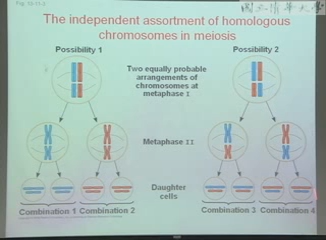 The independent assortment of homologous
chromosomes in meiosis
Possibility 1
Possibility 2
Two equally probable
arrangements of
chromosomes at
metaphase I
Metaphase II
Daughter
cells
Combination 1
Combination 2
Combination 3
Combination 4